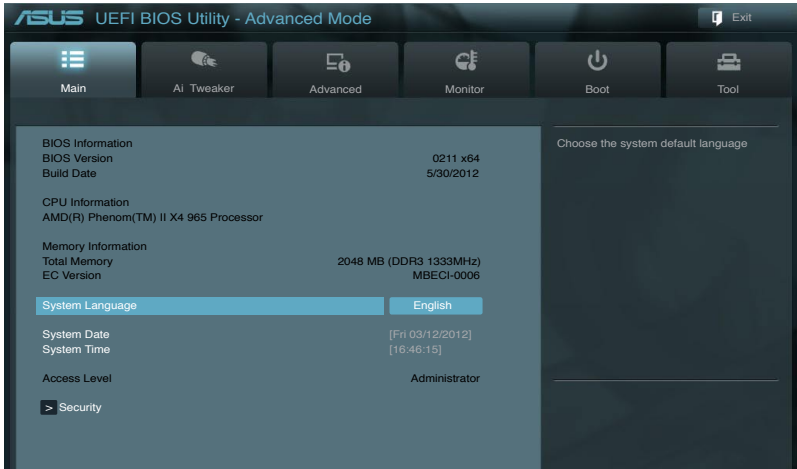 ASUS UEFI BIOS Utility - Advanced Mode
Exit
Main
Ai Tweaker
Advanced
Monitor
Boot
Tool
BIOS Information
BIOS Version 0211 x64
Build Date 5/30/2012
CPU Information
AMD(R) Phenom(TM) II X4 965 Processor
Memory Information
Total Memory 2048 MB (DDR3 1333MHz)
EC Version MBECI-0006
System Language English
System Date [Fri 03/12/2012]
System Time [16:46:15]
Access Level Administrator
> Security
Choose the system default language